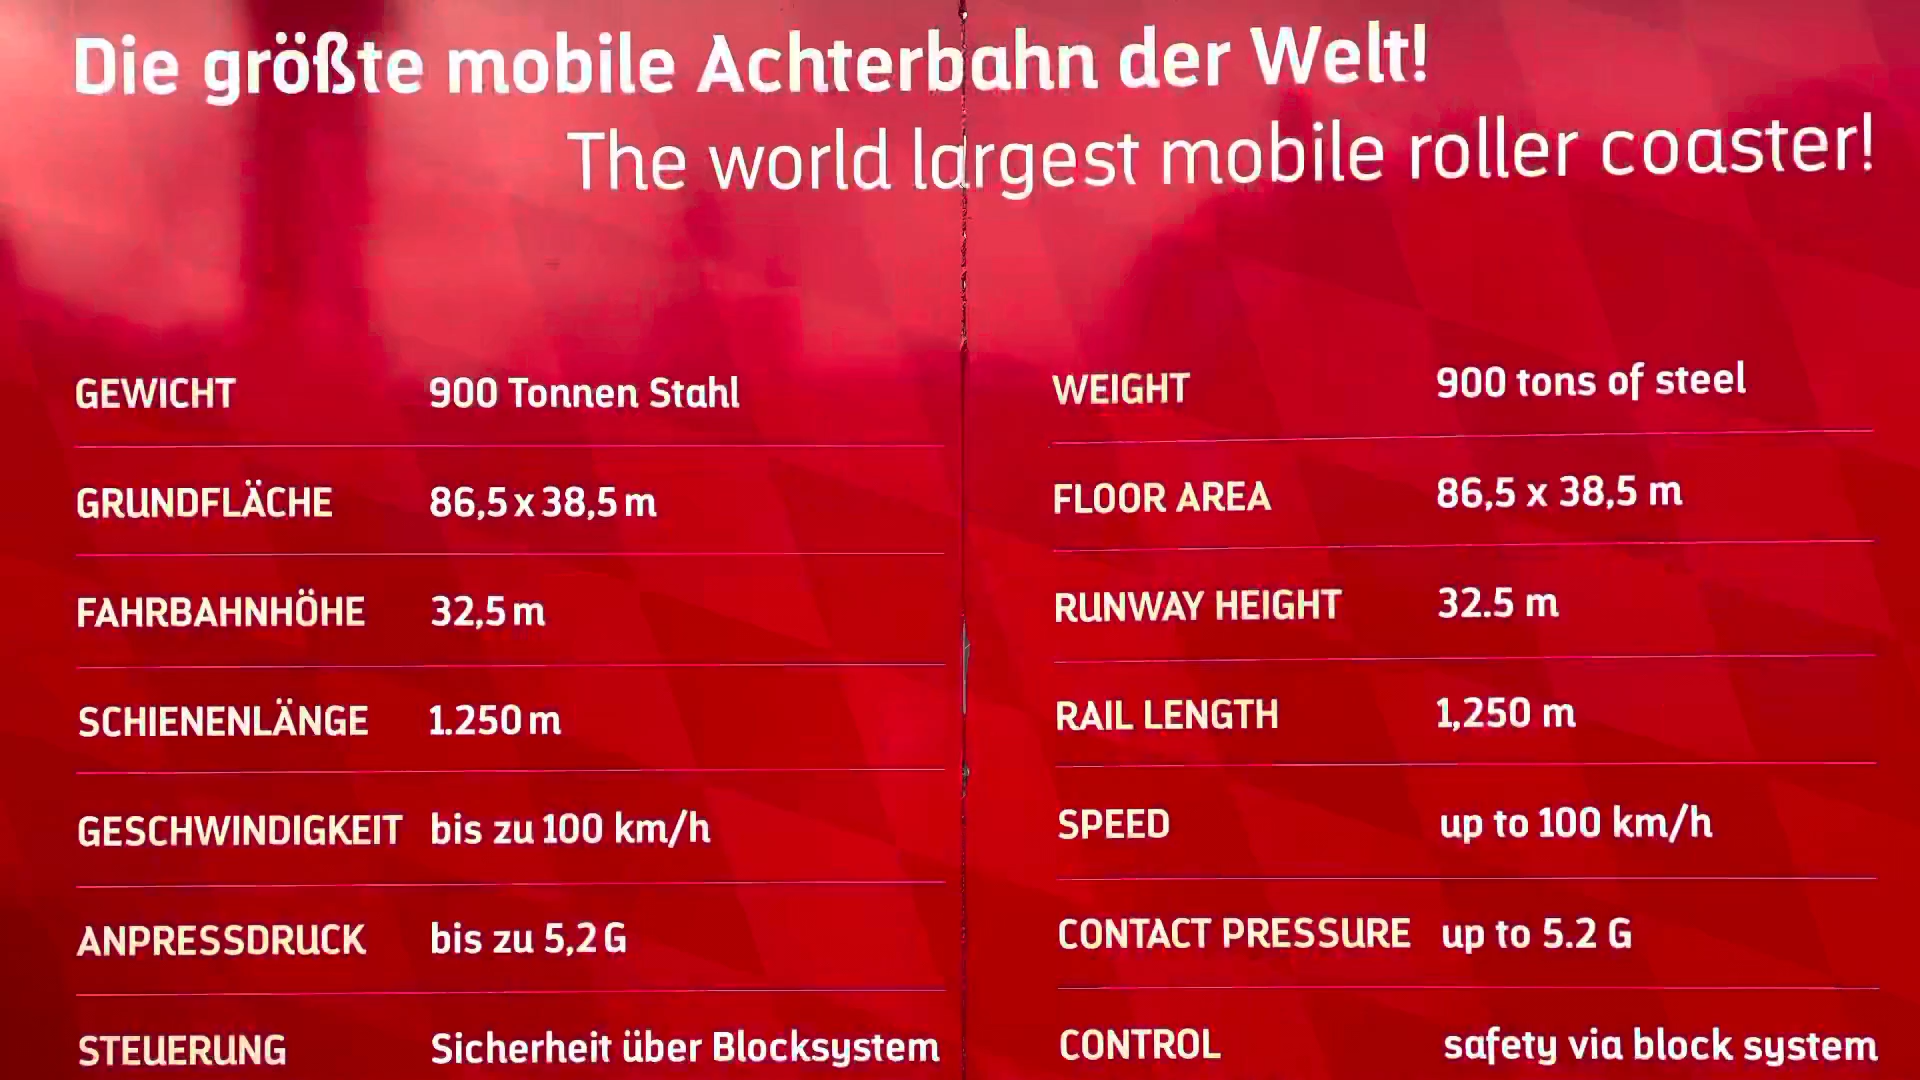 Die größte mobile Achterbahn der Welt!
The world largest mobile roller coaster!
GEWICHT 900 Tonnen Stahl
GRUNDFLÄCHE 86,5 x 38,5 m
FAHRBAHNHÖHE 32,5 m
SCHIENENLÄNGE 1.250 m
GESCHWINDIGKEIT bis zu 100 km/h
ANPRESSDRUCK bis zu 5,2 G
STEUERUNG Sicherheit über Blocksystem
WEIGHT 900 tons of steel
FLOOR AREA 86,5 x 38,5 m
RUNWAY HEIGHT 32.5 m
RAIL LENGTH 1,250 m
SPEED up to 100 km/h
CONTACT PRESSURE up to 5.2 G
CONTROL safety via block system